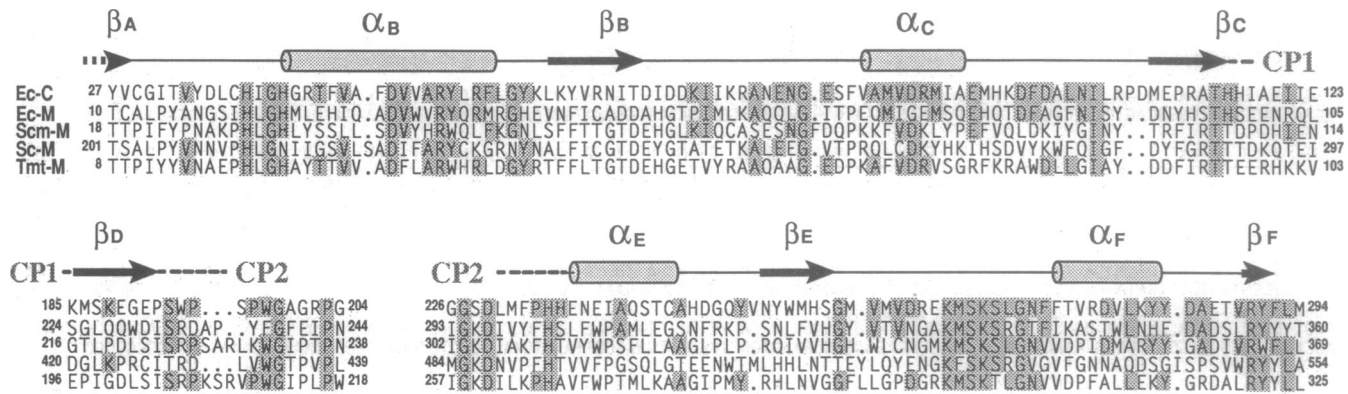 βA αB βB αC βC
CP1
Ec-C 27 YVCGITVYDLCHIGHGRTFVA.FDVVARYLRFLGYKLKYVRNITDIDDKIIKRANENG.ESFVAMVDRMIAEMHKDFDALNILRPDMEPRATHHIAEIIE 123
Ec-M 10 TCALPYANGSIHLGHMLEHIQ.ADVWVRYQRMRGHEVNFICADDAHGTPIMLKAQQLG.ITPEQMIGEMSEHQTDFAGFNISY..DNYHSTHSEENRQL 105
Scm-M 18 TTPIFYPNAKPHLGHLYSSLL.SDVYHRWQLFKGNLSFFTTGTDEHGLKIQCASESNGFDQPKKFVDKLYPEFVQLDKIYGINY..TRFIRTTDPDHIEN 114
Sc-M 201 TSALPYVNNVPHLGNIIGSVLSADIFARYCKGRNYNALFICGTDEYGTATETKALEEG.VTPRQLCDKYHKIHSDVYKWFQIGF..DYFGRTTTDKQTEI 297
Tmt-M 8 TTPIYYVNAEPHLGHAYTTVV.ADFLARWHRLDGYRTFFLTGTDEHGETVYRAAQAAG.EDPKAFVDRVSGRFKRAWDLLGIAY..DDFIRTTEERHKKV 103
βD αE βE αF βF
CP1 CP2 CP2
185 KMSKEGEPSWP...SPWGAGRPG 204 226 GGSDLMFPHHENEIAQSTCAHDGQYVNYWMHSGM.VMVDREKMSKSLGNFFTVRDVLKYY.DAETVRYFLM 294
224 SGLQQWDISRDAP..YFGFEIPN 244 293 IGKDIVYFHSLFWPAMLEGSNFRKP.SNLFVHGY.VTVNGAKMSKSRGTFIKASTWLNHF.DADSLRYYYT 360
216 GTLPDLSISRPSARLKWGIPTPN 238 302 IGKDIAKFHTVYWPSFLLAAGLPLP.RQIVVHGH.WLCNGMKMSKSLGNVVDPIDMARYY.GADIVRWFLL 369
420 DGLKPRCITRD.....LVWGTPVPL 439 484 MGKDNVPFHTVVFPGSQLGTEENWTMLHHLNTTEYLQYENGKFSKSRGVGVFGNNAQDSGISPSVWRYYLA 554
196 EPIGDLSISRPKSRVPWGIPLPW 218 257 IGKDILKPHAVFWPTMLKAAGIPMY.RHLNVGGFLLGPDGRKMSKTLGNVVDPFALLEKY.GRDALRYYLL 325